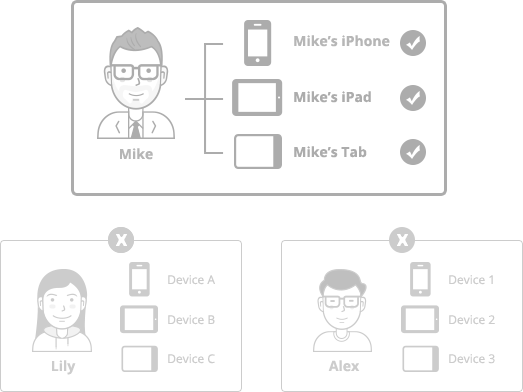 Mike's iPhone
Mike's iPad
Mike's Tab
Mike
X
Device A
Device B
Device C
Lily
X
Device 1
Device 2
Device 3
Alex